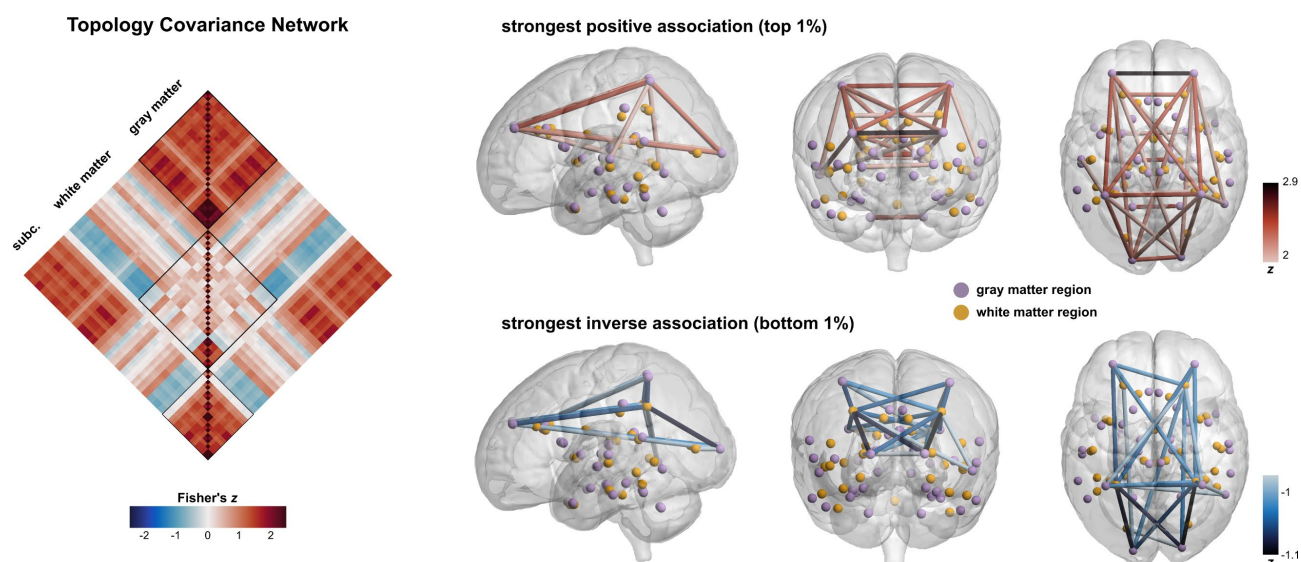 Topology Covariance Network
gray matter
white matter
subc.
Fisher's z
-2 -1 0 1 2
strongest positive association (top 1%)
2.9
2
z
gray matter region
white matter region
strongest inverse association (bottom 1%)
-1
-1.1
z